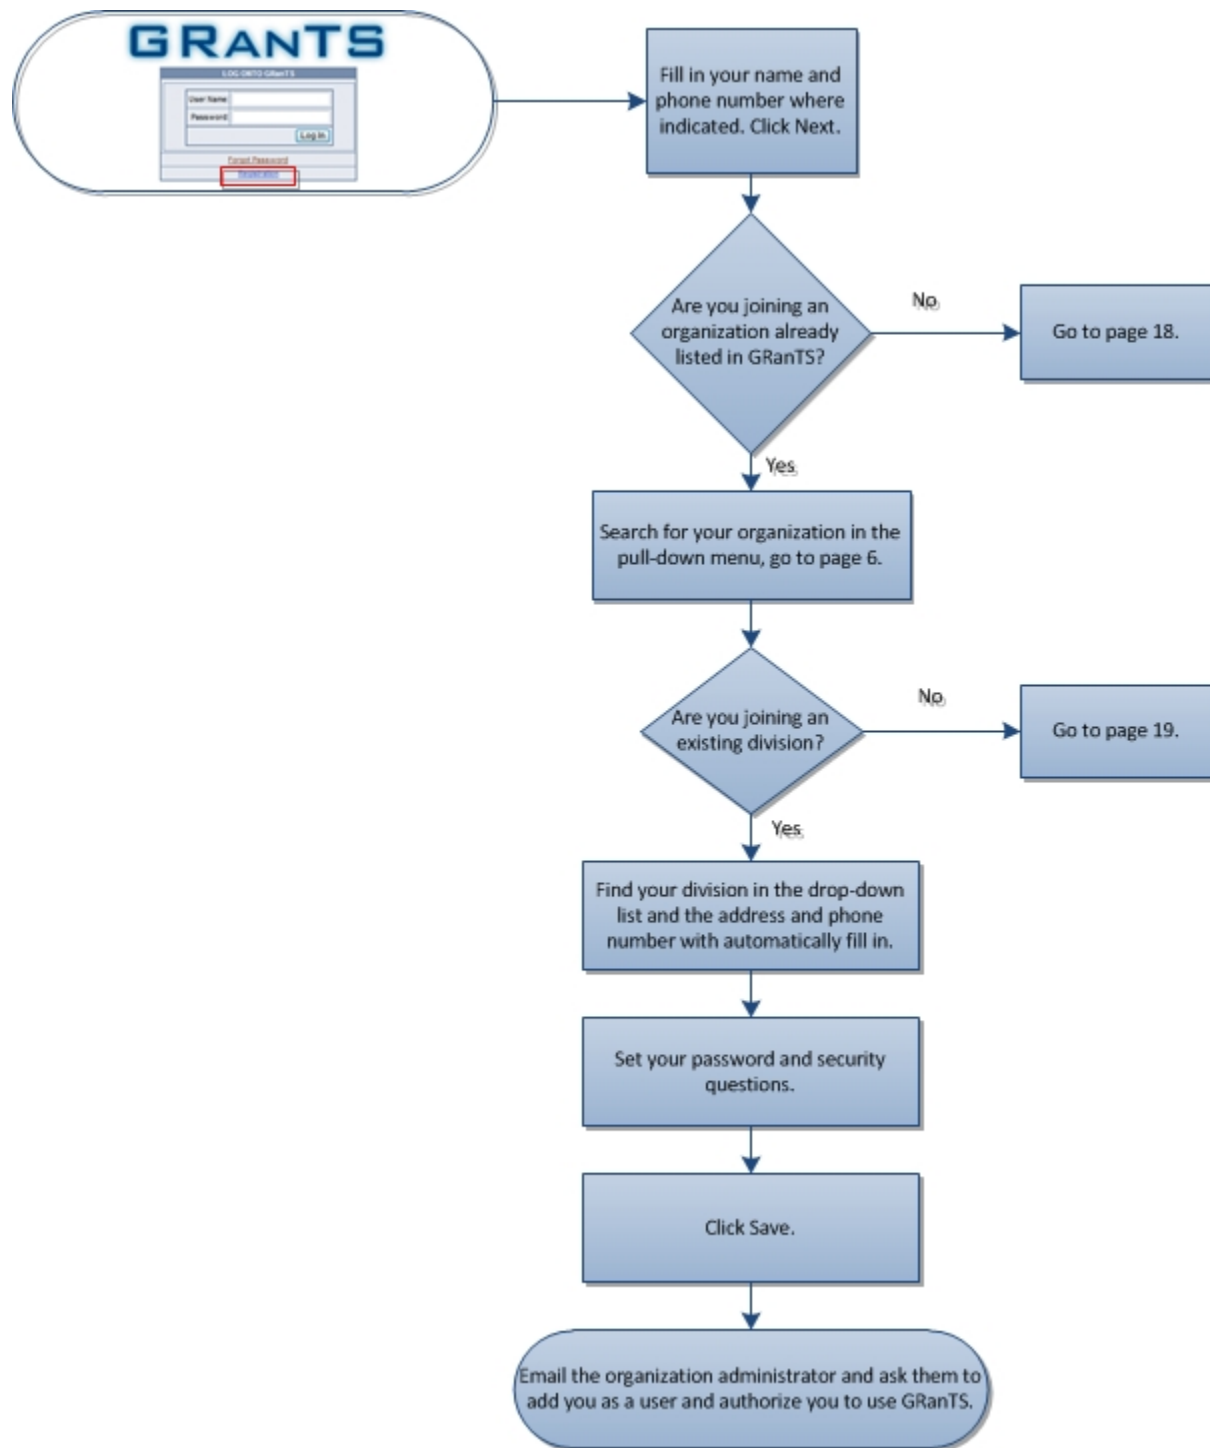 GRANTS
LOG ONTO GRanTS
User Name
Password
Log In
Forgot Password
Registration
Fill in your name and
phone number where
indicated. Click Next.
Are you joining an
organization already
listed in GRanTS?
No
Go to page 18.
Yes
Search for your organization in the
pull-down menu, go to page 6.
Are you joining an
existing division?
No
Go to page 19.
Yes
Find your division in the drop-down
list and the address and phone
number with automatically fill in.
Set your password and security
questions.
Click Save.
Email the organization administrator and ask them to
add you as a user and authorize you to use GRanTS.